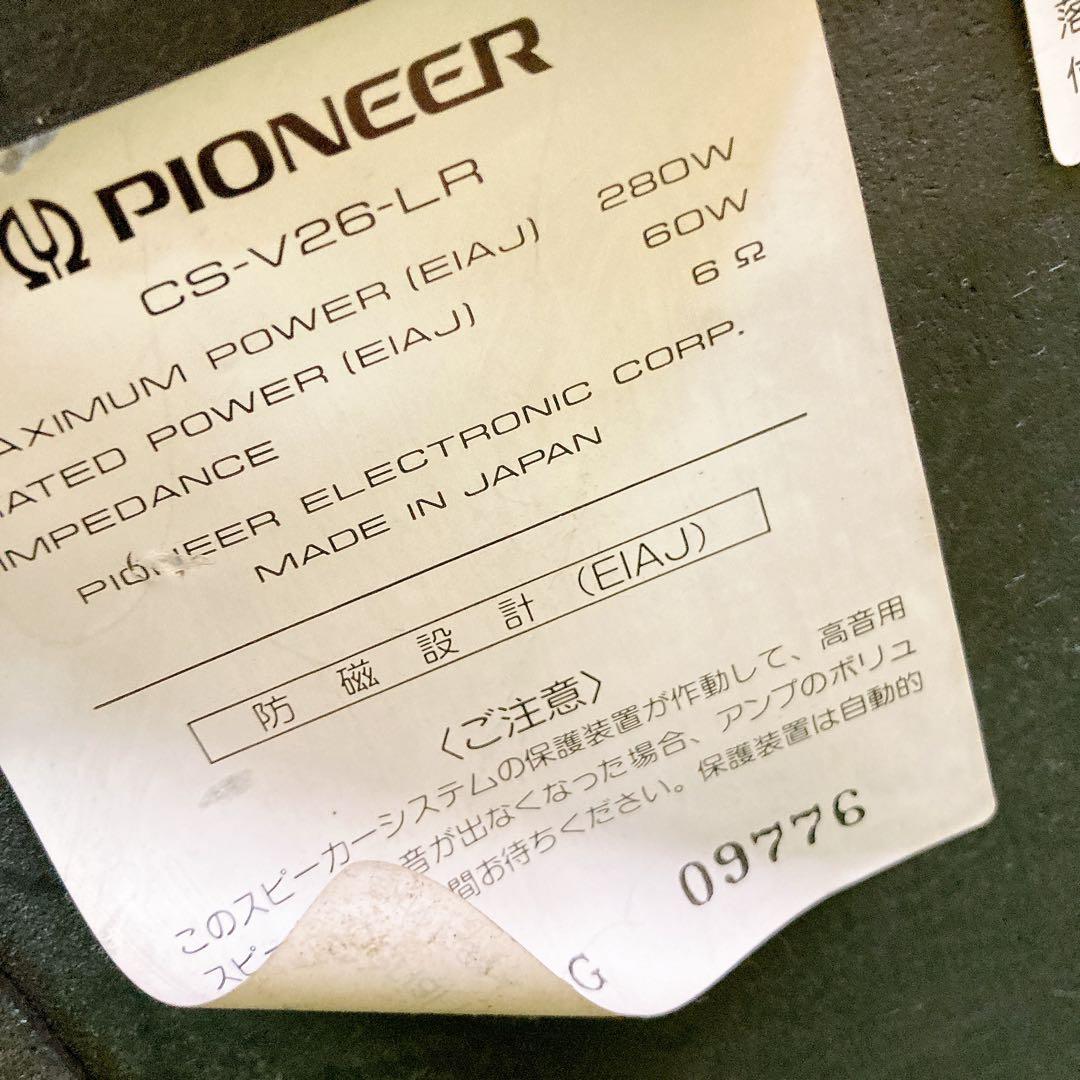 PIONEER
CS-V26-LR
AXIMUM POWER (EIAJ) 280W
ATED POWER (EIAJ) 60W
IMPEDANCE 6 Ω
PIONEER ELECTRONIC CORP.
MADE IN JAPAN
防磁設計 (EIAJ)
〈ご注意〉
このスピーカーシステムの保護装置が作動して、高音用
スピー 音が出なくなった場合、アンプのボリュ
間お待ちください。保護装置は自動的
09776
G
落